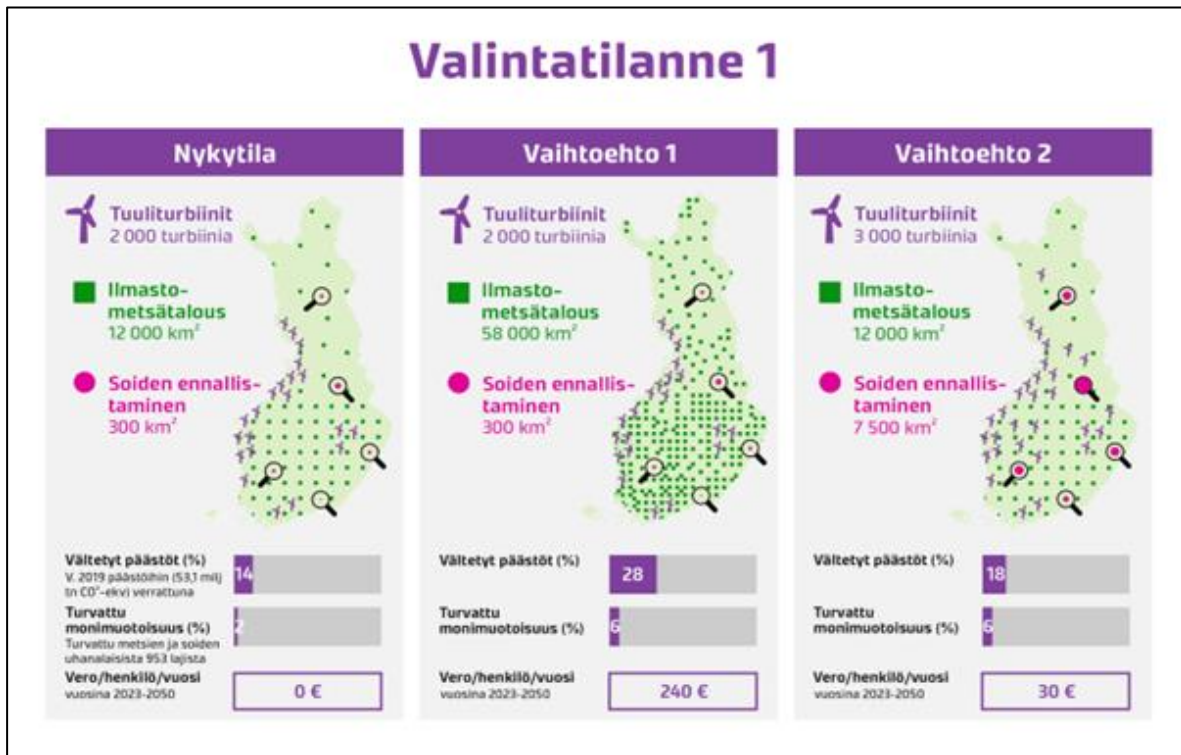 Valintatilanne 1
Nykytila
Tuuliturbiinit
2 000 turbiinia
Ilmasto-
metsätalous
12 000 km²
Soiden ennallis-
taminen
300 km²
Vältetyt päästöt (%)
V. 2019 päästöihin (53,1 milj
tn CO²-ekv) verrattuna
14
Turvattu
monimuotoisuus (%)
Turvattu metsien ja soiden
uhanalaisista 953 lajista
2
Vero/henkilö/vuosi
vuosina 2023-2050
0 €
Vaihtoehto 1
Tuuliturbiinit
2 000 turbiinia
Ilmasto-
metsätalous
58 000 km²
Soiden ennallis-
taminen
300 km²
Vältetyt päästöt (%)
28
Turvattu
monimuotoisuus (%)
6
Vero/henkilö/vuosi
vuosina 2023-2050
240 €
Vaihtoehto 2
Tuuliturbiinit
3 000 turbiinia
Ilmasto-
metsätalous
12 000 km²
Soiden ennallis-
taminen
7 500 km²
Vältetyt päästöt (%)
18
Turvattu
monimuotoisuus (%)
6
Vero/henkilö/vuosi
vuosina 2023-2050
30 €